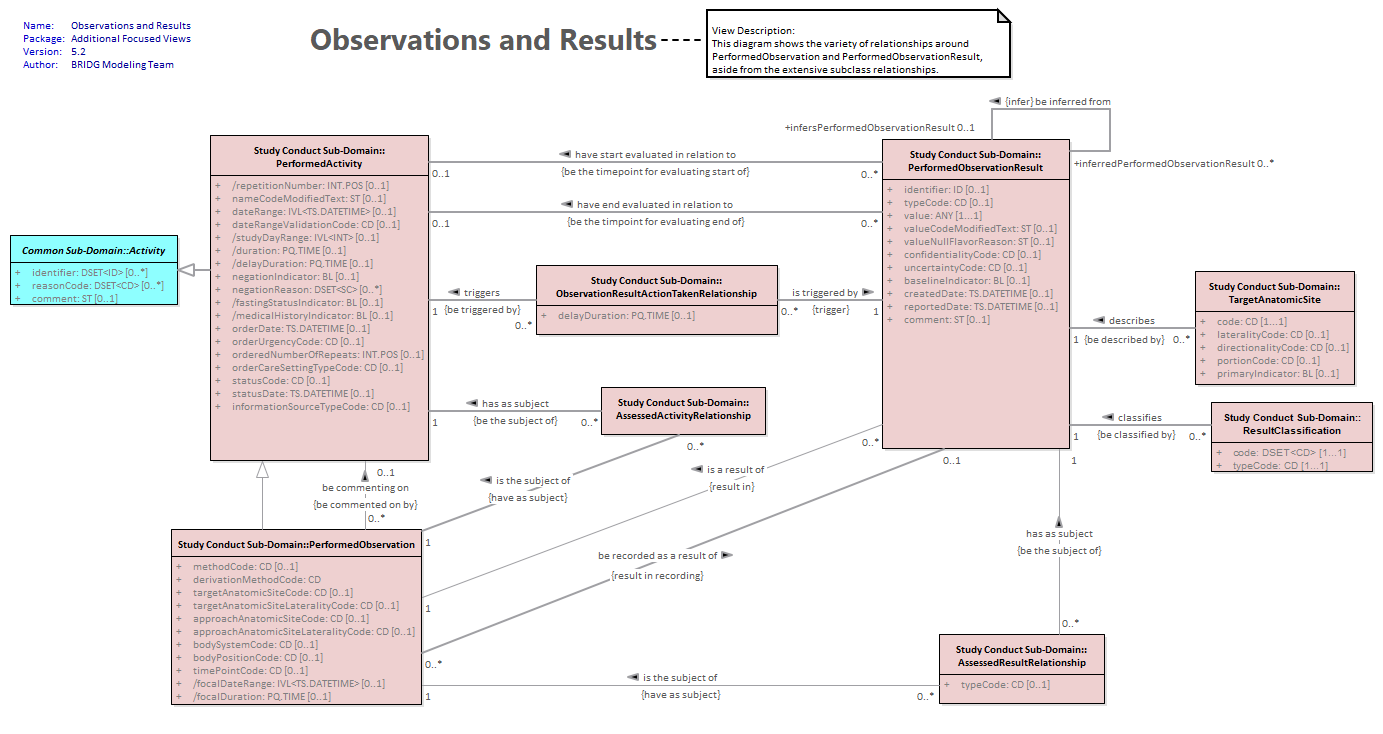 Name: Observations and Results
Package: Additional Focused Views
Version: 5.2
Author: BRIDG Modeling Team
Observations and Results
View Description:
This diagram shows the variety of relationships around
PerformedObservation and PerformedObservationResult,
aside from the extensive subclass relationships.
{infer} be inferred from
+infersPerformedObservationResult 0..1
+inferredPerformedObservationResult 0..*
Common Sub-Domain::Activity
+ identifier: DSET<ID> [0..*]
+ reasonCode: DSET<CD> [0..*]
+ comment: ST [0..1]
Study Conduct Sub-Domain::
PerformedActivity
+ /repetitionNumber: INT.POS [0..1]
+ nameCodeModifiedText: ST [0..1]
+ dateRange: IVL<TS.DATETIME> [0..1]
+ dateRangeValidationCode: CD [0..1]
+ /studyDayRange: IVL<INT> [0..1]
+ /duration: PQ.TIME [0..1]
+ /delayDuration: PQ.TIME [0..1]
+ negationIndicator: BL [0..1]
+ negationReason: DSET<SC> [0..*]
+ /fastingStatusIndicator: BL [0..1]
+ /medicalHistoryIndicator: BL [0..1]
+ orderDate: TS.DATETIME [0..1]
+ orderUrgencyCode: CD [0..1]
+ orderedNumberOfRepeats: INT.POS [0..1]
+ orderCareSettingTypeCode: CD [0..1]
+ statusCode: CD [0..1]
+ statusDate: TS.DATETIME [0..1]
+ informationSourceTypeCode: CD [0..1]
have start evaluated in relation to
0..1 {be the timepoint for evaluating start of} 0..*
have end evaluated in relation to
0..1 {be the timpoint for evaluating end of} 0..*
Study Conduct Sub-Domain::
PerformedObservationResult
+ identifier: ID [0..1]
+ typeCode: CD [0..1]
+ value: ANY [1..1]
+ valueCodeModifiedText: ST [0..1]
+ valueNullFlavorReason: ST [0..1]
+ confidentialityCode: CD [0..1]
+ uncertaintyCode: CD [0..1]
+ baselineIndicator: BL [0..1]
+ createdDate: TS.DATETIME [0..1]
+ reportedDate: TS.DATETIME [0..1]
+ comment: ST [0..1]
triggers
1 {be triggered by} 0..*
Study Conduct Sub-Domain::
ObservationResultActionTakenRelationship
+ delayDuration: PQ.TIME [0..1]
is triggered by
0..* {trigger} 1
describes
1 {be described by} 0..*
Study Conduct Sub-Domain::
TargetAnatomicSite
+ code: CD [1..1]
+ lateralityCode: CD [0..1]
+ directionalityCode: CD [0..1]
+ portionCode: CD [0..1]
+ primaryIndicator: BL [0..1]
has as subject
1 {be the subject of} 0..*
Study Conduct Sub-Domain::
AssessedActivityRelationship
classifies
1 {be classified by} 0..*
Study Conduct Sub-Domain::
ResultClassification
+ code: DSET<CD> [1..1]
+ typeCode: CD [1..1]
0..1
be commenting on
{be commented on by}
0..*
0..*
is the subject of
{have as subject}
1
0..*
is a result of
{result in}
1
0..1
be recorded as a result of
{result in recording}
0..*
1
has as subject
{be the subject of}
0..*
Study Conduct Sub-Domain::PerformedObservation
+ methodCode: CD [0..1]
+ derivationMethodCode: CD
+ targetAnatomicSiteCode: CD [0..1]
+ targetAnatomicSiteLateralityCode: CD [0..1]
+ approachAnatomicSiteCode: CD [0..1]
+ approachAnatomicSiteLateralityCode: CD [0..1]
+ bodySystemCode: CD [0..1]
+ bodyPositionCode: CD [0..1]
+ timePointCode: CD [0..1]
+ /focalDateRange: IVL<TS.DATETIME> [0..1]
+ /focalDuration: PQ.TIME [0..1]
is the subject of
1 {have as subject} 0..*
Study Conduct Sub-Domain::
AssessedResultRelationship
+ typeCode: CD [0..1]